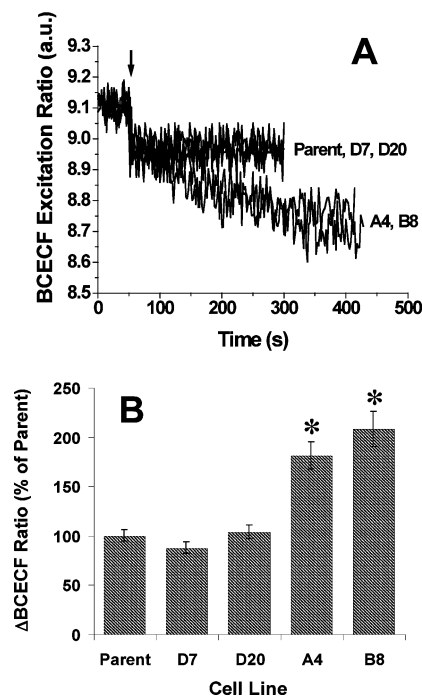 A
BCECF Excitation Ratio (a.u.)
9.3
9.2
9.1
9.0
8.9
8.8
8.7
8.6
8.5
Parent, D7, D20
A4, B8
0 100 200 300 400 500
Time (s)
B
ΔBCECF Ratio (% of Parent)
250
200
150
100
50
0
* *
Parent D7 D20 A4 B8
Cell Line